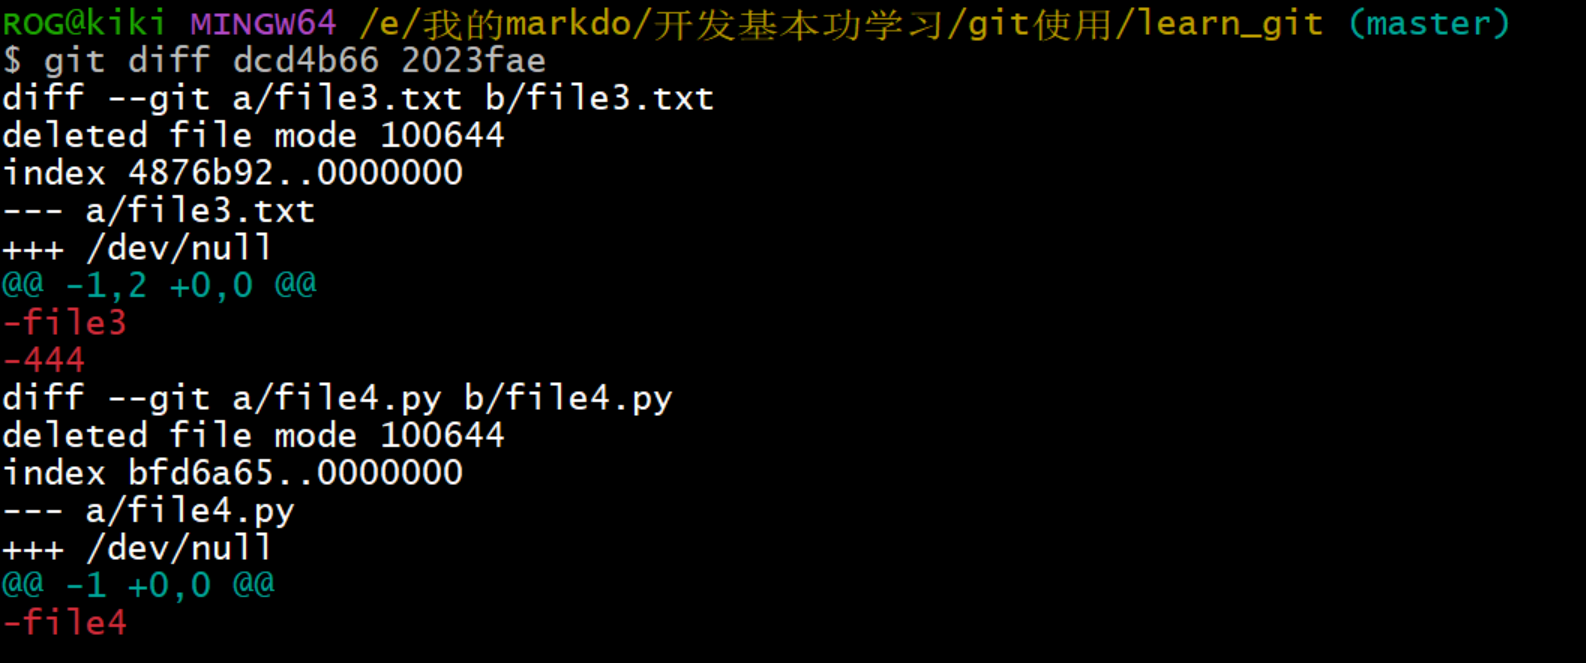 ROG@kiki MINGW64 /e/我的markdo/开发基本功学习/git使用/learn_git (master)
$ git diff dcd4b66 2023fae
diff --git a/file3.txt b/file3.txt
deleted file mode 100644
index 4876b92..0000000
--- a/file3.txt
+++ /dev/null
@@ -1,2 +0,0 @@
-file3
-444
diff --git a/file4.py b/file4.py
deleted file mode 100644
index bfd6a65..0000000
--- a/file4.py
+++ /dev/null
@@ -1 +0,0 @@
-file4